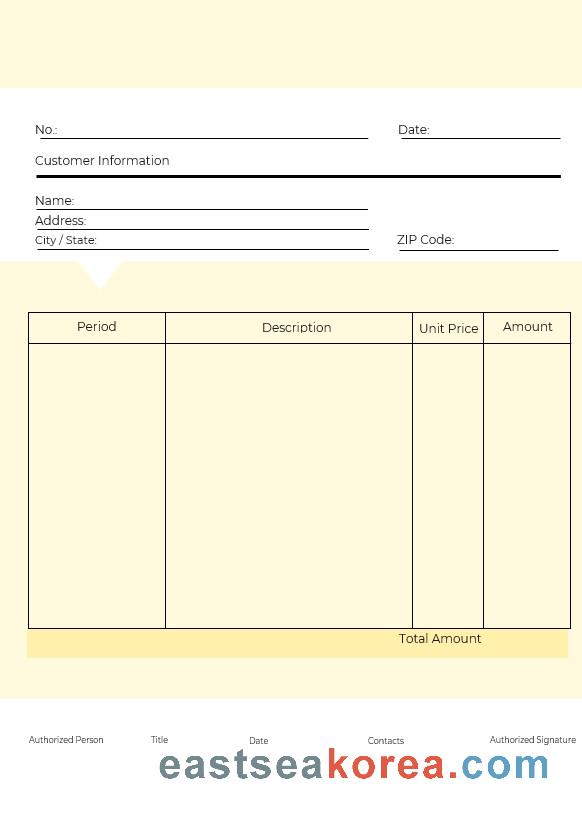 No.: Date:
Customer Information
Name:
Address:
City / State: ZIP Code:
Period Description Unit Price Amount
Total Amount
Authorized Person Title Date Contacts Authorized Signature
eastseakorea.com